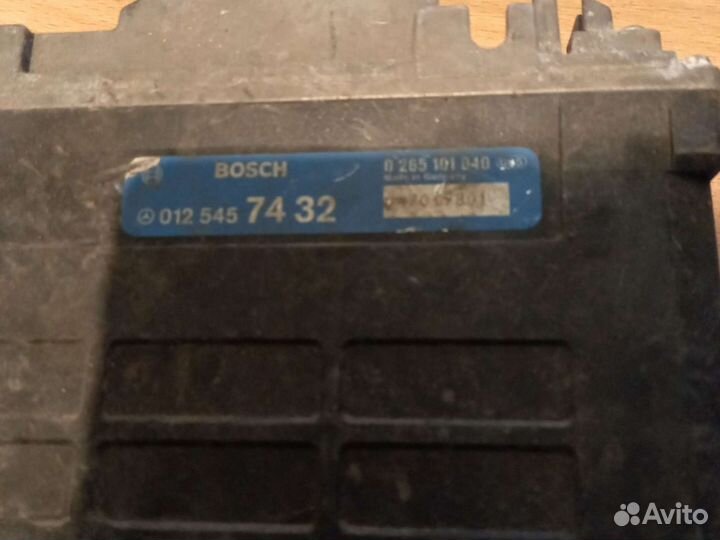 BOSCH
0 265 101 040
Made in Germany
012 545 74 32
Avito